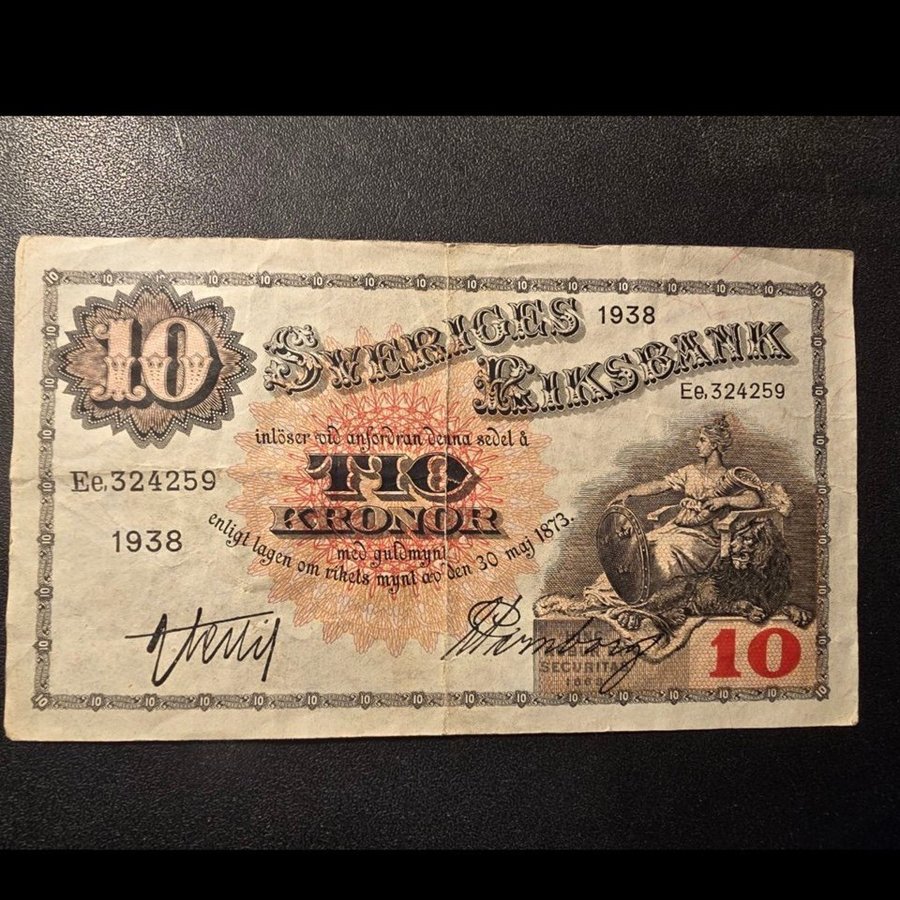 10
SVERIGES 1938
RIKSBANK
Ee,324259
inlöser vid anfordran denna sedel å
TIO
KRONOR
Ee,324259
1938
med guldmynt
enligt lagen om rikets mynt av den 30 maj 1873.
SECURITAS
10